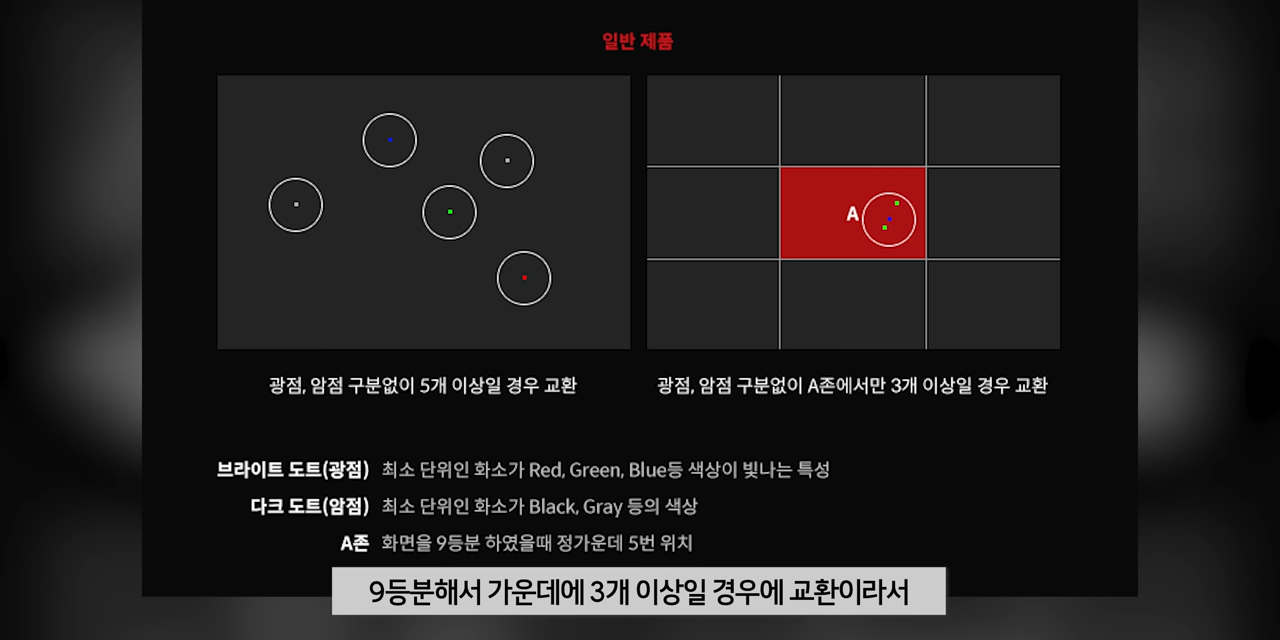 일반 제품
A
광점, 암점 구분없이 5개 이상일 경우 교환
광점, 암점 구분없이 A존에서만 3개 이상일 경우 교환
브라이트 도트(광점) 최소 단위인 화소가 Red, Green, Blue등 색상이 빛나는 특성
다크 도트(암점) 최소 단위인 화소가 Black, Gray 등의 색상
A존 화면을 9등분 하였을때 정가운데 5번 위치
9등분해서 가운데에 3개 이상일 경우에 교환이라서